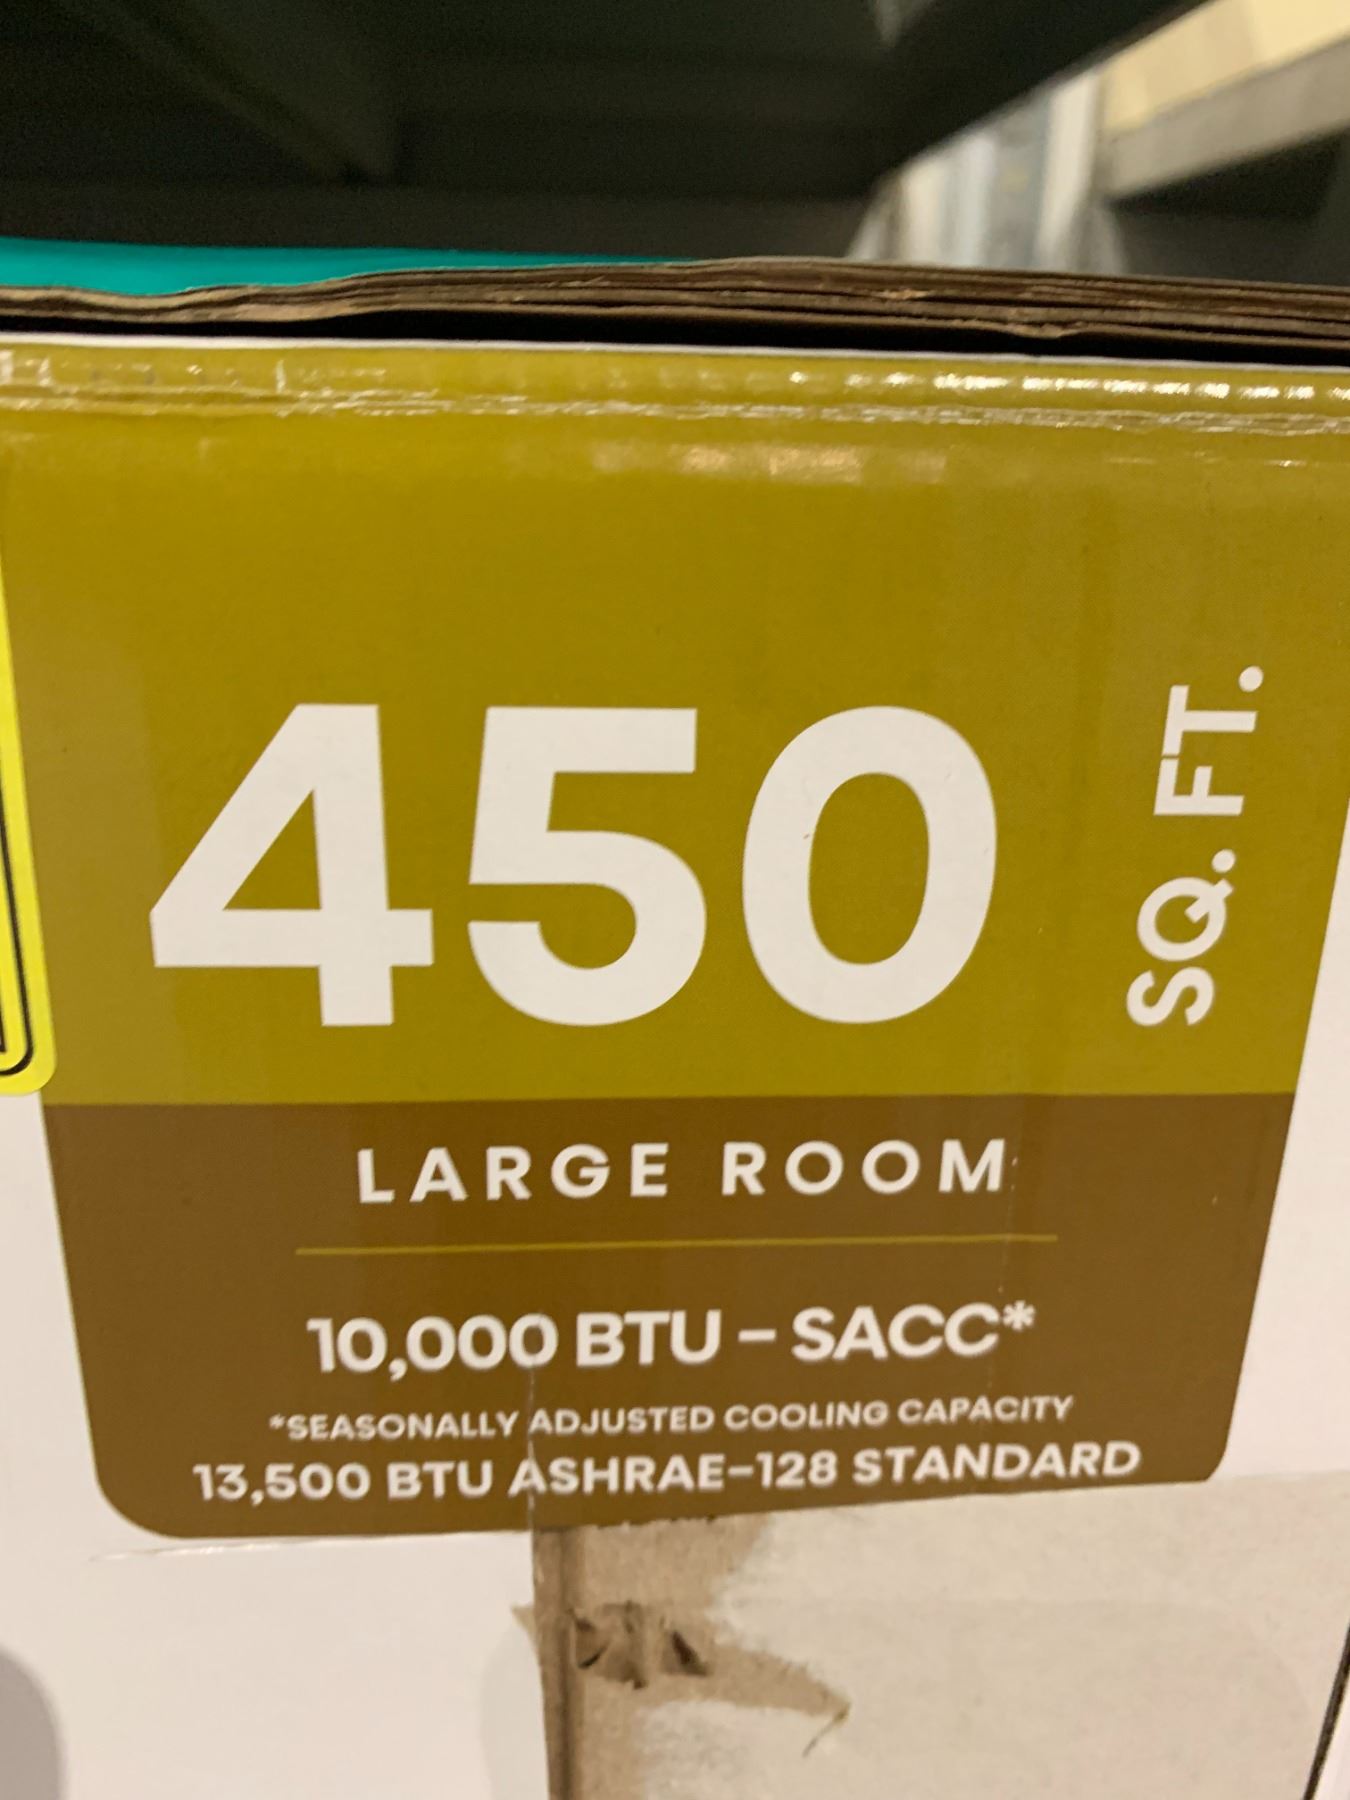 450 SQ. FT.
LARGE ROOM
10,000 BTU – SACC*
*SEASONALLY ADJUSTED COOLING CAPACITY
13,500 BTU ASHRAE-128 STANDARD